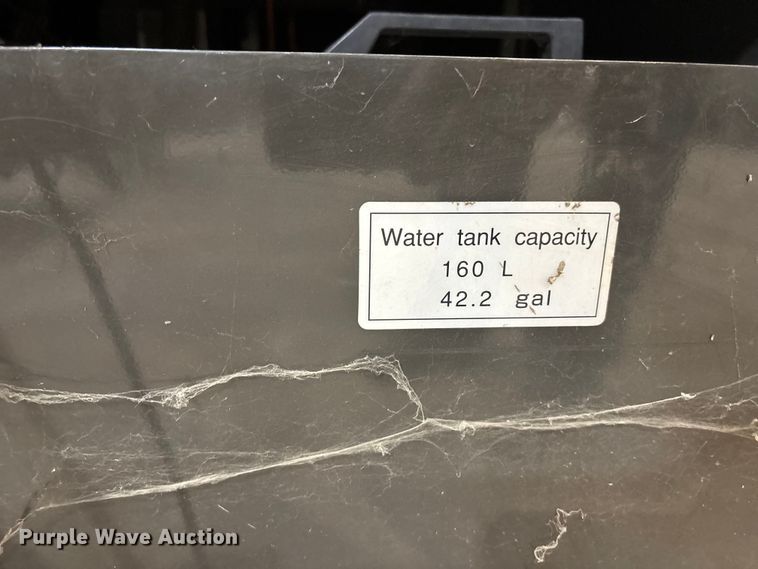 Water tank capacity
160 L
42.2 gal
Purple Wave Auction